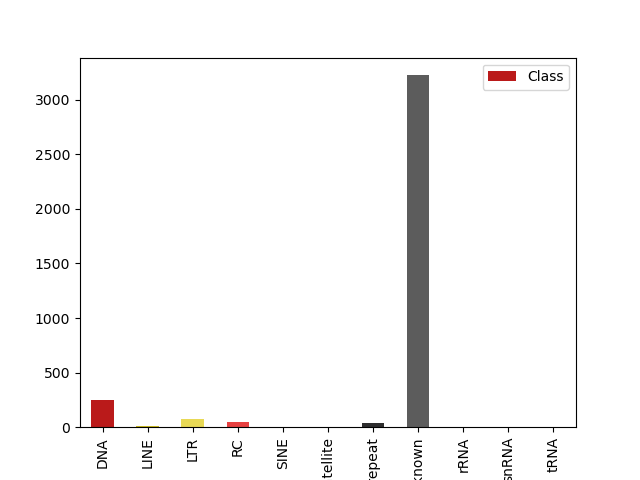 Class
3000
2500
2000
1500
1000
500
0
DNA
LINE
LTR
RC
SINE
tellite
repeat
known
rRNA
snRNA
tRNA